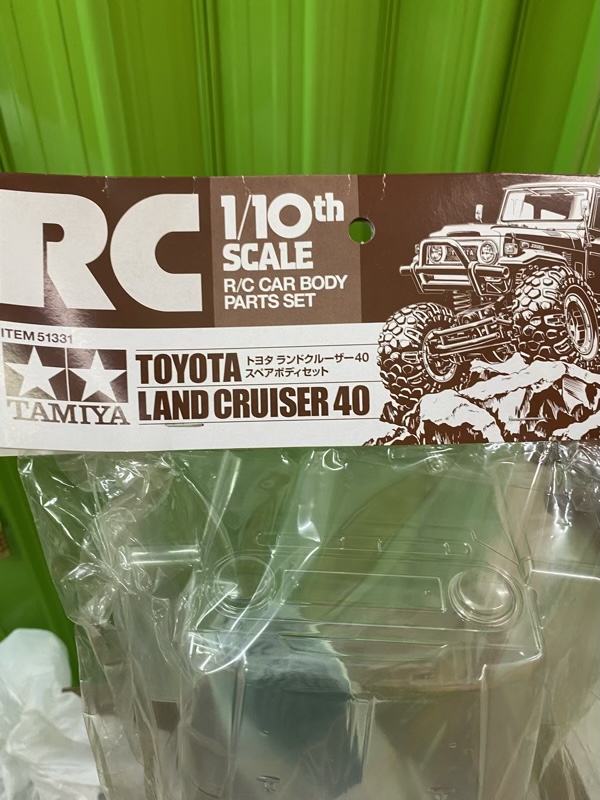 RC
1/10th
SCALE
R/C CAR BODY
PARTS SET
ITEM 51331
TAMIYA
TOYOTA トヨタ ランドクルーザー40
スペアボディセット
LAND CRUISER 40